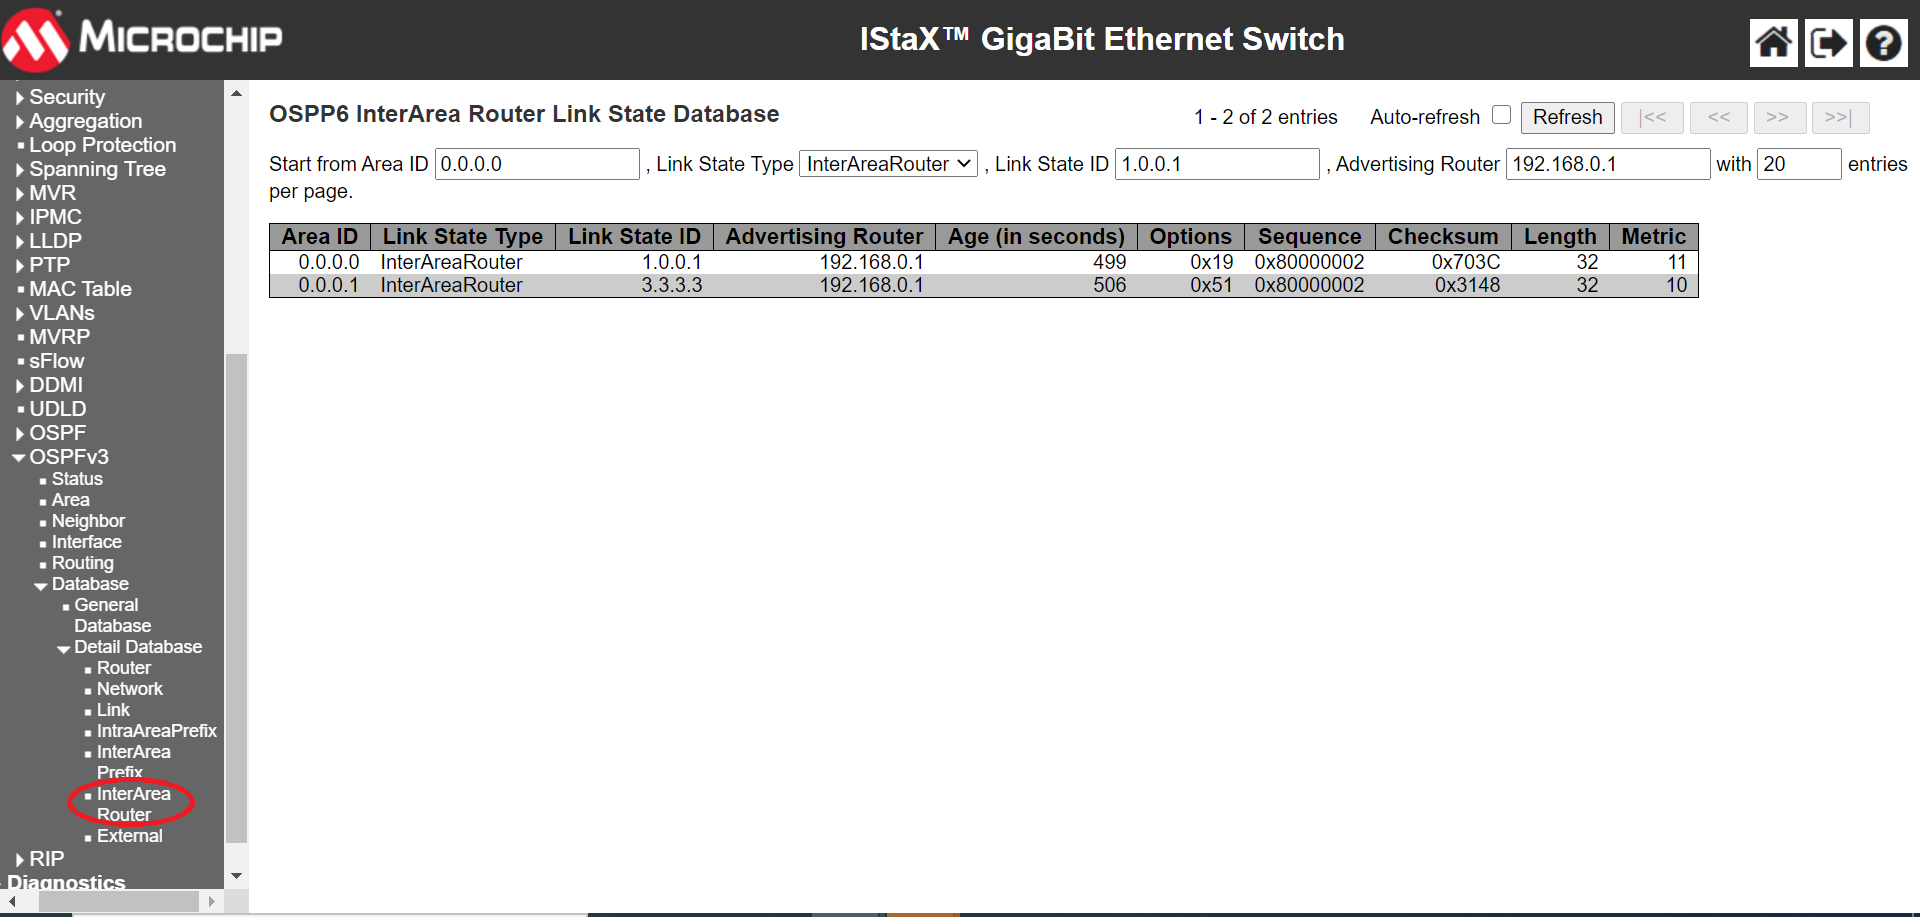 MICROCHIP
IStaX™ GigaBit Ethernet Switch
Security
Aggregation
Loop Protection
Spanning Tree
MVR
IPMC
LLDP
PTP
MAC Table
VLANs
MVRP
sFlow
DDMI
UDLD
OSPF
OSPFv3
Status
Area
Neighbor
Interface
Routing
Database
General
Database
Detail Database
Router
Network
Link
IntraAreaPrefix
InterArea
Prefix
InterArea
Router
External
RIP
Diagnostics
OSPP6 InterArea Router Link State Database
1 - 2 of 2 entries Auto-refresh Refresh |<< << >> >>|
Start from Area ID 0.0.0.0 , Link State Type InterAreaRouter , Link State ID 1.0.0.1 , Advertising Router 192.168.0.1 with 20 entries
per page.
Area ID Link State Type Link State ID Advertising Router Age (in seconds) Options Sequence Checksum Length Metric
0.0.0.0 InterAreaRouter 1.0.0.1 192.168.0.1 499 0x19 0x80000002 0x703C 32 11
0.0.0.1 InterAreaRouter 3.3.3.3 192.168.0.1 506 0x51 0x80000002 0x3148 32 10